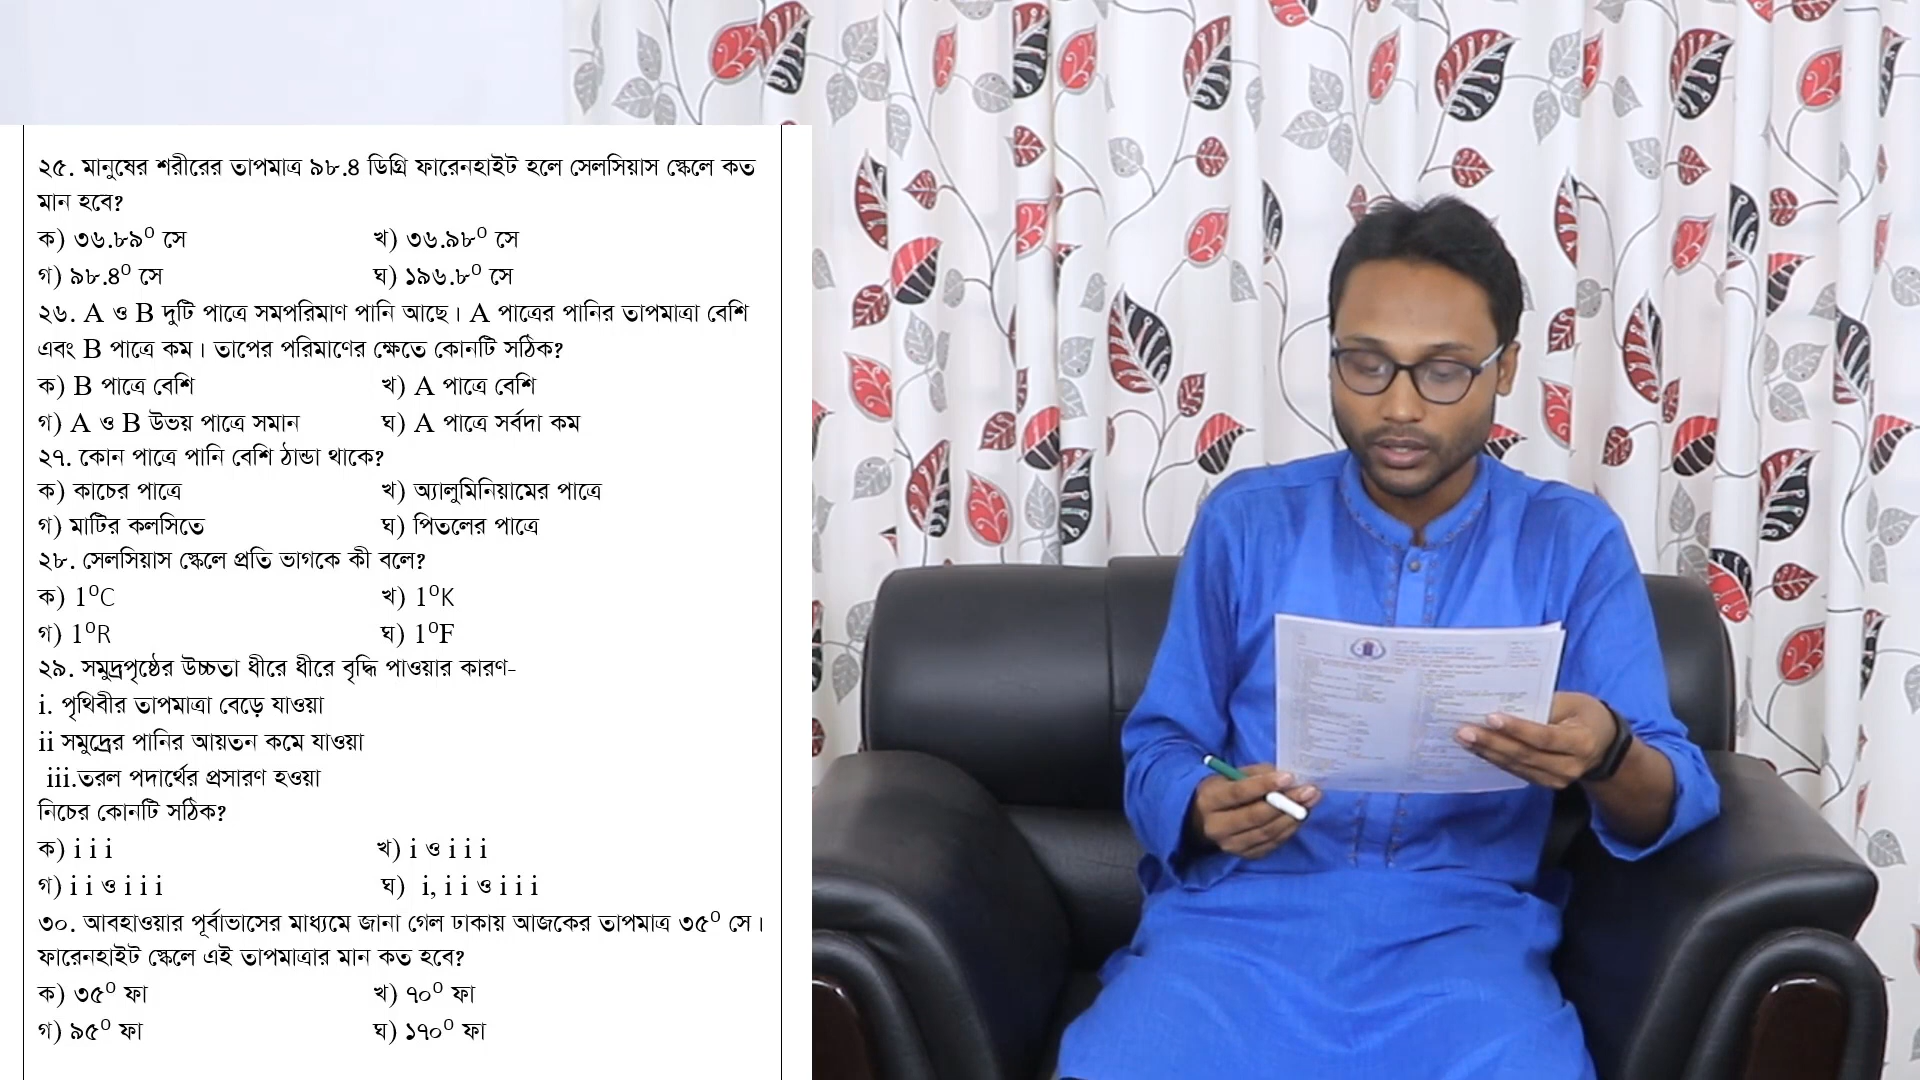 ২৫. মানুষের শরীরের তাপমাত্র ৯৮.৪ ডিগ্রি ফারেনহাইট হলে সেলসিয়াস স্কেলে কত
মান হবে?
ক) ৩৬.৮৯⁰ সে খ) ৩৬.৯৮⁰ সে
গ) ৯৮.৪⁰ সে ঘ) ১৯৬.৮⁰ সে
২৬. A ও B দুটি পাত্রে সমপরিমাণ পানি আছে। A পাত্রের পানির তাপমাত্রা বেশি
এবং B পাত্রে কম। তাপের পরিমাণের ক্ষেতে কোনটি সঠিক?
ক) B পাত্রে বেশি খ) A পাত্রে বেশি
গ) A ও B উভয় পাত্রে সমান ঘ) A পাত্রে সর্বদা কম
২৭. কোন পাত্রে পানি বেশি ঠান্ডা থাকে?
ক) কাচের পাত্রে খ) অ্যালুমিনিয়ামের পাত্রে
গ) মাটির কলসিতে ঘ) পিতলের পাত্রে
২৮. সেলসিয়াস স্কেলে প্রতি ভাগকে কী বলে?
ক) 1⁰C খ) 1⁰K
গ) 1⁰R ঘ) 1⁰F
২৯. সমুদ্রপৃষ্ঠের উচ্চতা ধীরে ধীরে বৃদ্ধি পাওয়ার কারণ-
i. পৃথিবীর তাপমাত্রা বেড়ে যাওয়া
ii সমুদ্রের পানির আয়তন কমে যাওয়া
iii.তরল পদার্থের প্রসারণ হওয়া
নিচের কোনটি সঠিক?
ক) i i i খ) i ও i i i
গ) i i ও i i i ঘ) i, i i ও i i i
৩০. আবহাওয়ার পূর্বাভাসের মাধ্যমে জানা গেল ঢাকায় আজকের তাপমাত্র ৩৫⁰ সে।
ফারেনহাইট স্কেলে এই তাপমাত্রার মান কত হবে?
ক) ৩৫⁰ ফা খ) ৭০⁰ ফা
গ) ৯৫⁰ ফা ঘ) ১৭০⁰ ফা